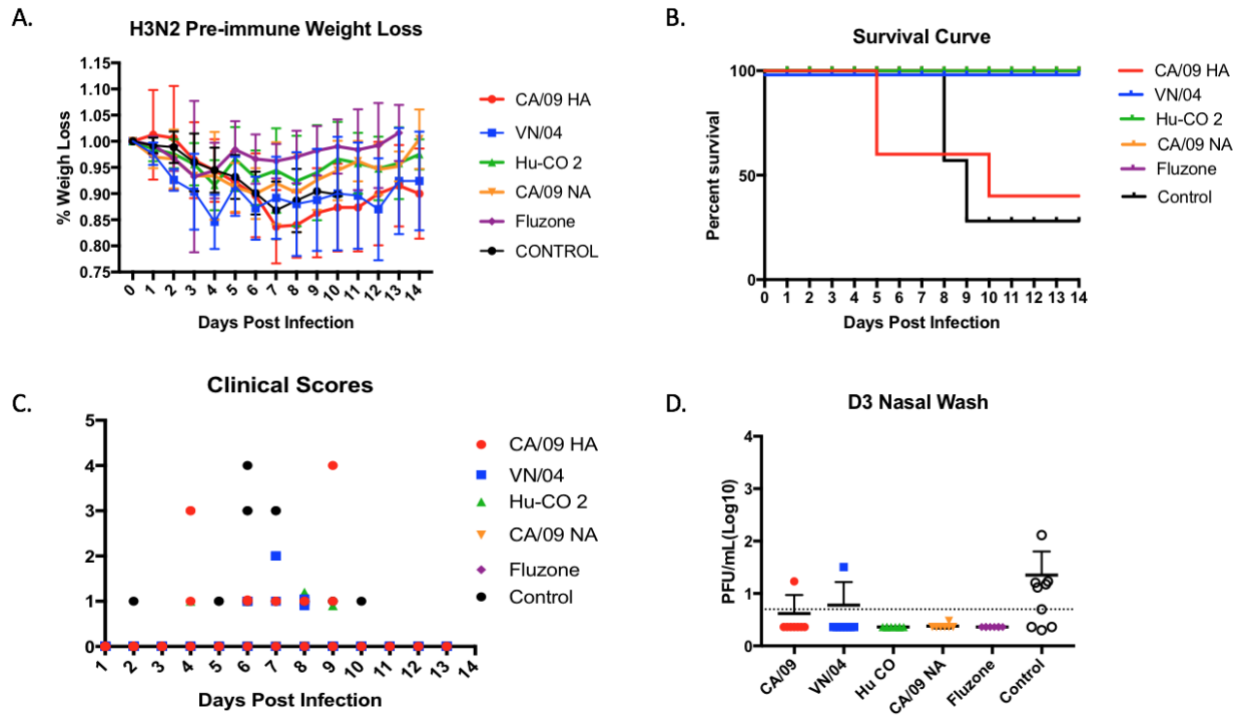 A.
H3N2 Pre-immune Weight Loss
1.15
1.10
1.05
1.00
0.95
0.90
0.85
0.80
0.75
% Weigh Loss
0 1 2 3 4 5 6 7 8 9 10 11 12 13 14
Days Post Infection
CA/09 HA
VN/04
Hu-CO 2
CA/09 NA
Fluzone
CONTROL
B.
Survival Curve
100
50
0
Percent survival
0 1 2 3 4 5 6 7 8 9 10 11 12 13 14
Days Post Infection
CA/09 HA
VN/04
Hu-CO 2
CA/09 NA
Fluzone
Control
C.
Clinical Scores
5
4
3
2
1
0
1 2 3 4 5 6 7 8 9 10 11 12 13 14
Days Post Infection
CA/09 HA
VN/04
Hu-CO 2
CA/09 NA
Fluzone
Control
D.
D3 Nasal Wash
4
3
2
1
0
PFU/mL(Log10)
CA/09
VN/04
Hu CO
CA/09 NA
Fluzone
Control